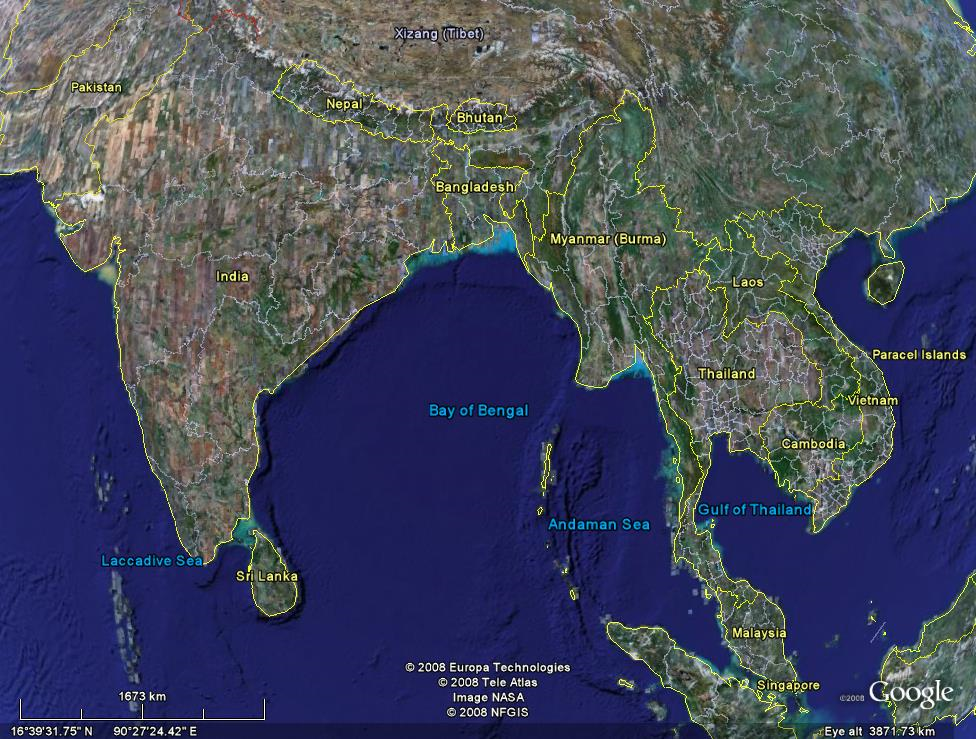 Xizang (Tibet)
Pakistan
Nepal
Bhutan
Bangladesh
Myanmar (Burma)
India
Laos
Paracel Islands
Thailand
Vietnam
Bay of Bengal
Cambodia
Gulf of Thailand
Andaman Sea
Laccadive Sea
Sri Lanka
Malaysia
Singapore
© 2008 Europa Technologies
© 2008 Tele Atlas
Image NASA
© 2008 NFGIS
©2008 Google
1673 km
16°39'31.75" N 90°27'24.42" E
Eye alt 3871.73 km